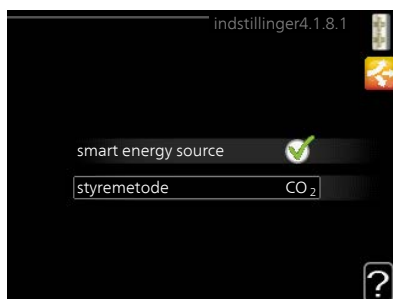 indstillinger4.1.8.1
smart energy source
styremetode CO₂
?